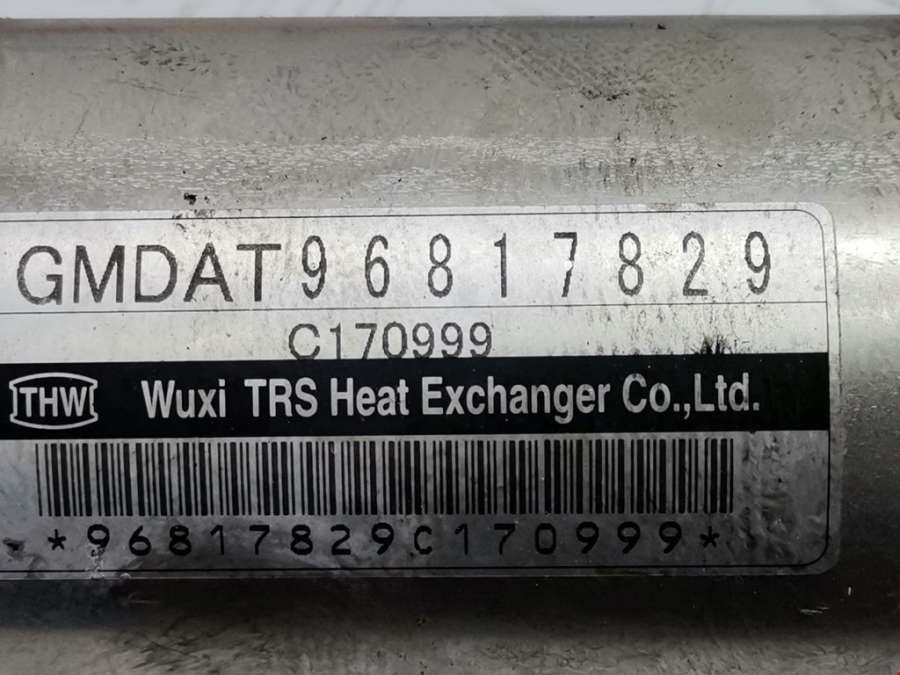 GMDAT96817829
C170999
THW Wuxi TRS Heat Exchanger Co.,Ltd.
*96817829C170999*